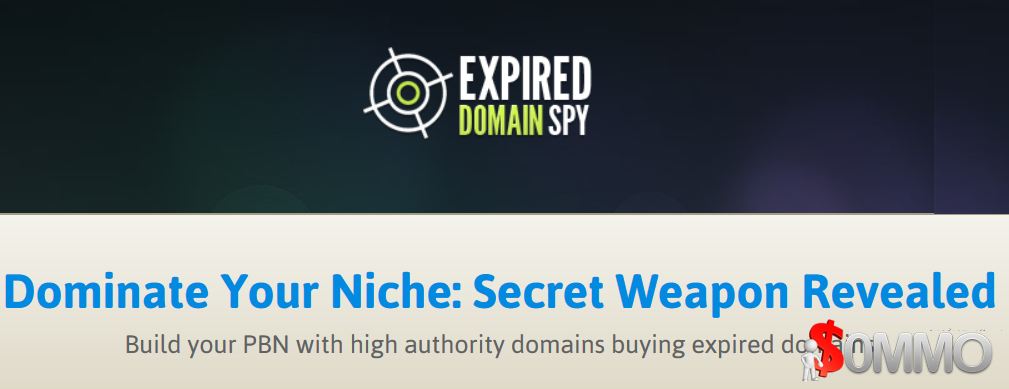 EXPIRED
DOMAIN SPY
Dominate Your Niche: Secret Weapon Revealed
Build your PBN with high authority domains buying expired domains
$OMMO